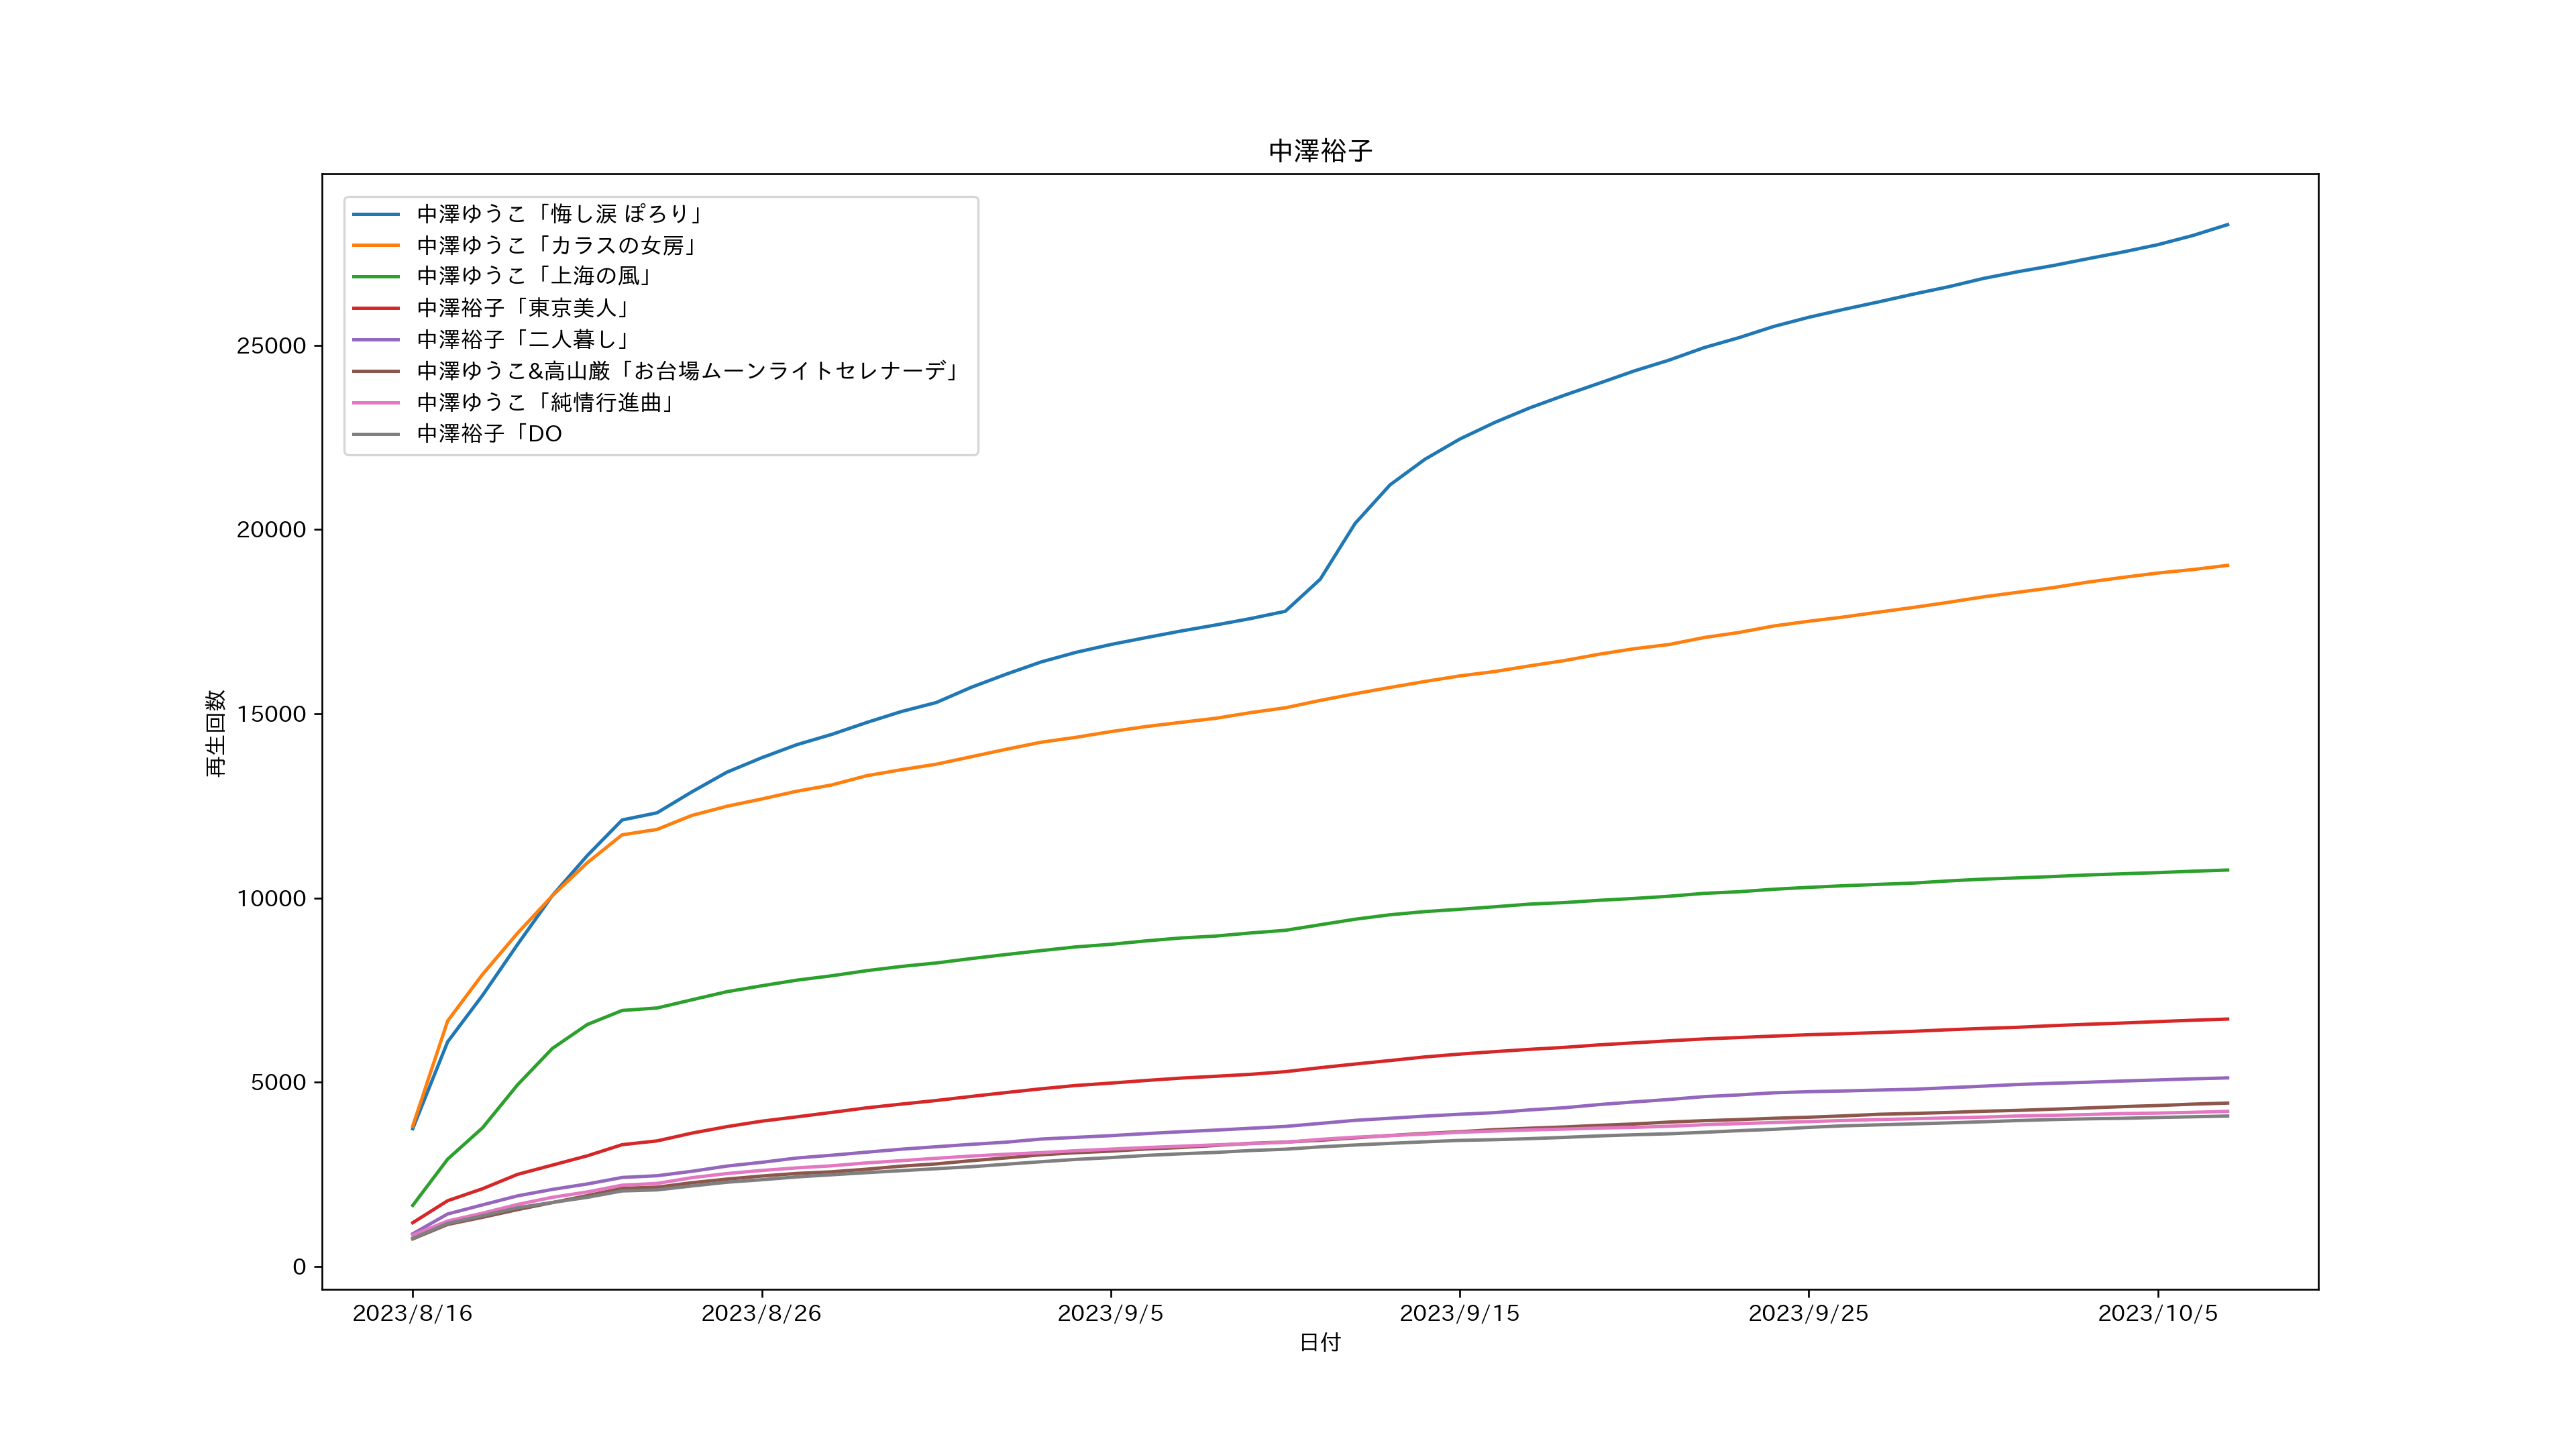 中澤裕子
中澤ゆうこ「悔し涙 ぽろり」
中澤ゆうこ「カラスの女房」
中澤ゆうこ「上海の風」
中澤裕子「東京美人」
中澤裕子「二人暮し」
中澤ゆうこ&高山厳「お台場ムーンライトセレナーデ」
中澤ゆうこ「純情行進曲」
中澤裕子「DO
再生回数
25000
20000
15000
10000
5000
0
2023/8/16 2023/8/26 2023/9/5 2023/9/15 2023/9/25 2023/10/5
日付